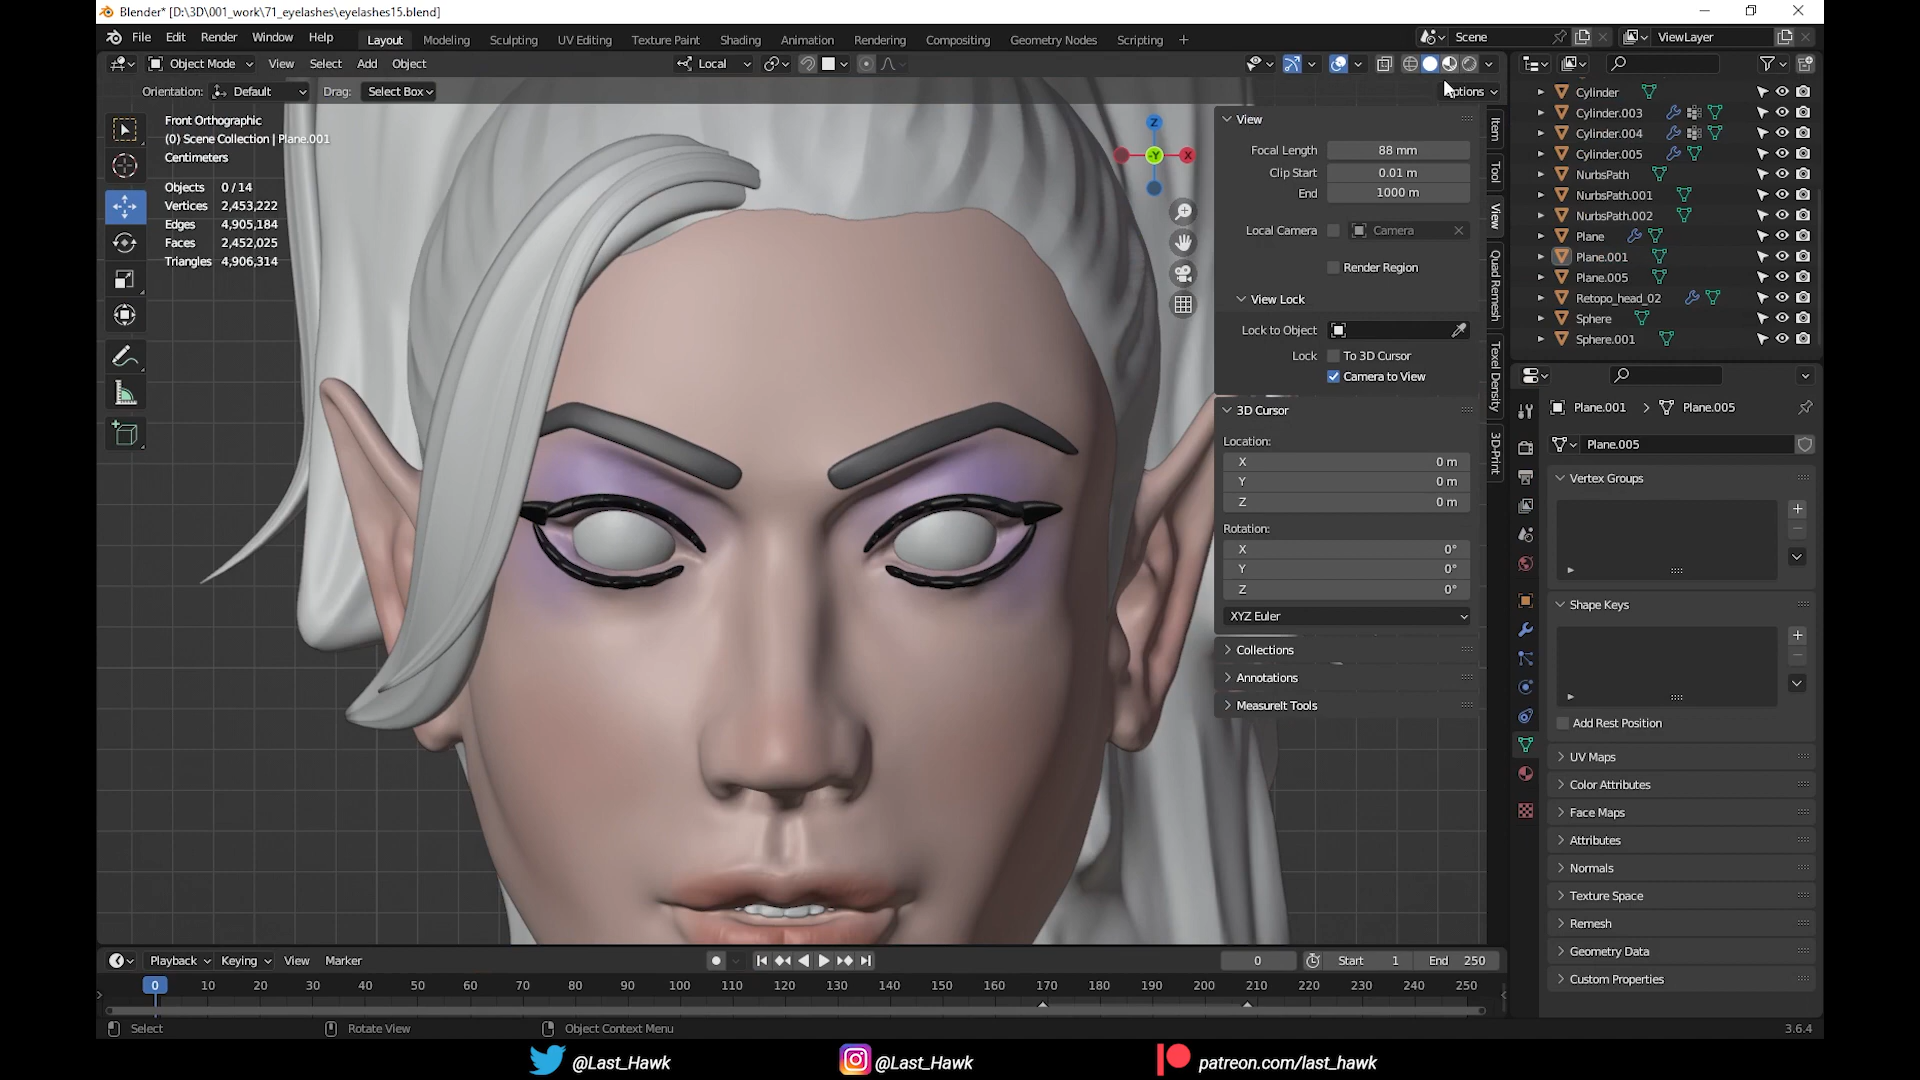 Blender* [D:\3D\001_work\71_eyelashes\eyelashes15.blend]
File Edit Render Window Help Layout Modeling Sculpting UV Editing Texture Paint Shading Animation Rendering Compositing Geometry Nodes Scripting + Scene ViewLayer
Object Mode View Select Add Object Local
Orientation: Default Drag: Select Box
Front Orthographic
(0) Scene Collection | Plane.001
Centimeters
Objects 0 / 14
Vertices 2,453,222
Edges 4,905,184
Faces 2,452,025
Triangles 4,906,314
Z
-Y
X
View
Focal Length 88 mm
Clip Start 0.01 m
End 1000 m
Local Camera Camera
Render Region
View Lock
Lock to Object
Lock To 3D Cursor
Camera to View
3D Cursor
Location:
X 0 m
Y 0 m
Z 0 m
Rotation:
X 0°
Y 0°
Z 0°
XYZ Euler
Collections
Annotations
MeasureIt Tools
Item
Tool
View
Quad Remesh
Texel Density
3D-Print
Cylinder
Cylinder.003
Cylinder.004
Cylinder.005
NurbsPath
NurbsPath.001
NurbsPath.002
Plane
Plane.001
Plane.005
Retopo_head_02
Sphere
Sphere.001
Plane.001 > Plane.005
Plane.005
Vertex Groups
Shape Keys
Add Rest Position
UV Maps
Color Attributes
Face Maps
Attributes
Normals
Texture Space
Remesh
Geometry Data
Custom Properties
Playback Keying View Marker 0 Start 1 End 250
0 10 20 30 40 50 60 70 80 90 100 110 120 130 140 150 160 170 180 190 200 210 220 230 240 250
Select Rotate View Object Context Menu 3.6.4
@Last_Hawk @Last_Hawk patreon.com/last_hawk